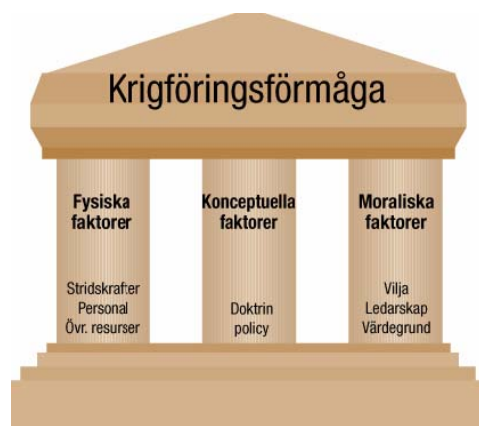 Krigföringsförmåga
Fysiska
faktorer
Stridskrafter
Personal
Övr. resurser
Konceptuella
faktorer
Doktrin
policy
Moraliska
faktorer
Vilja
Ledarskap
Värdegrund